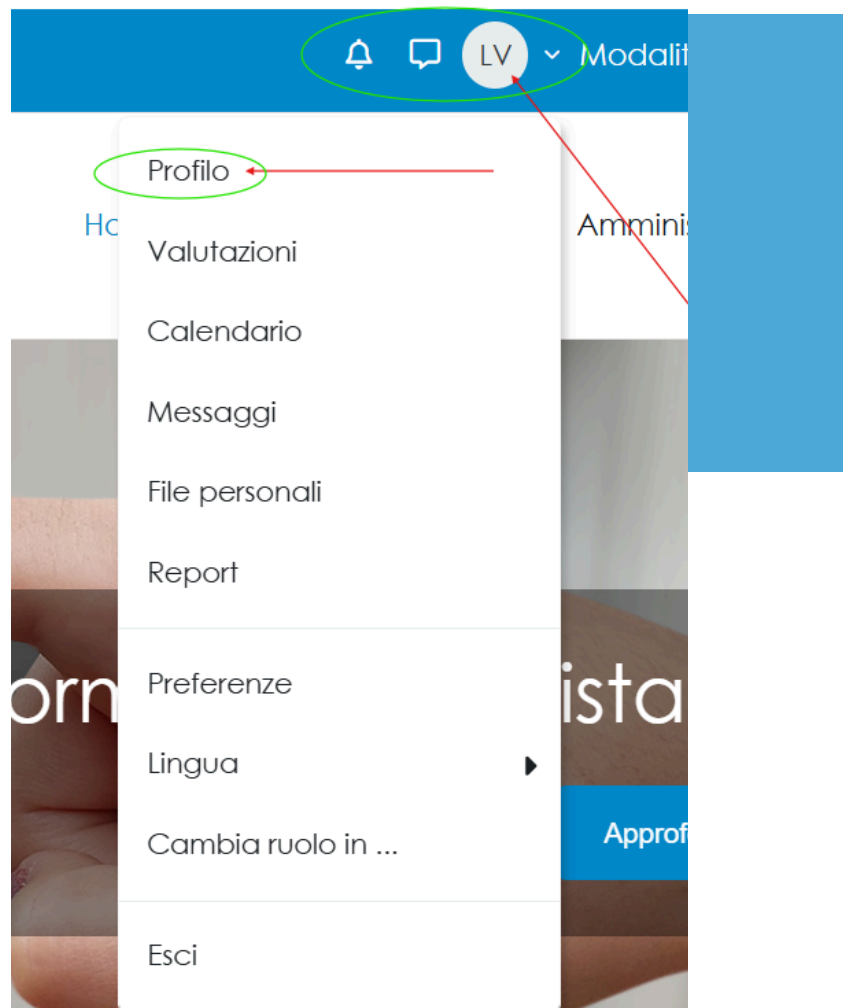 LV Modalit
Profilo
Ho Amminis
Valutazioni
Calendario
Messaggi
File personali
Report
orn Preferenze ista
Lingua
Cambia ruolo in ... Approf
Esci